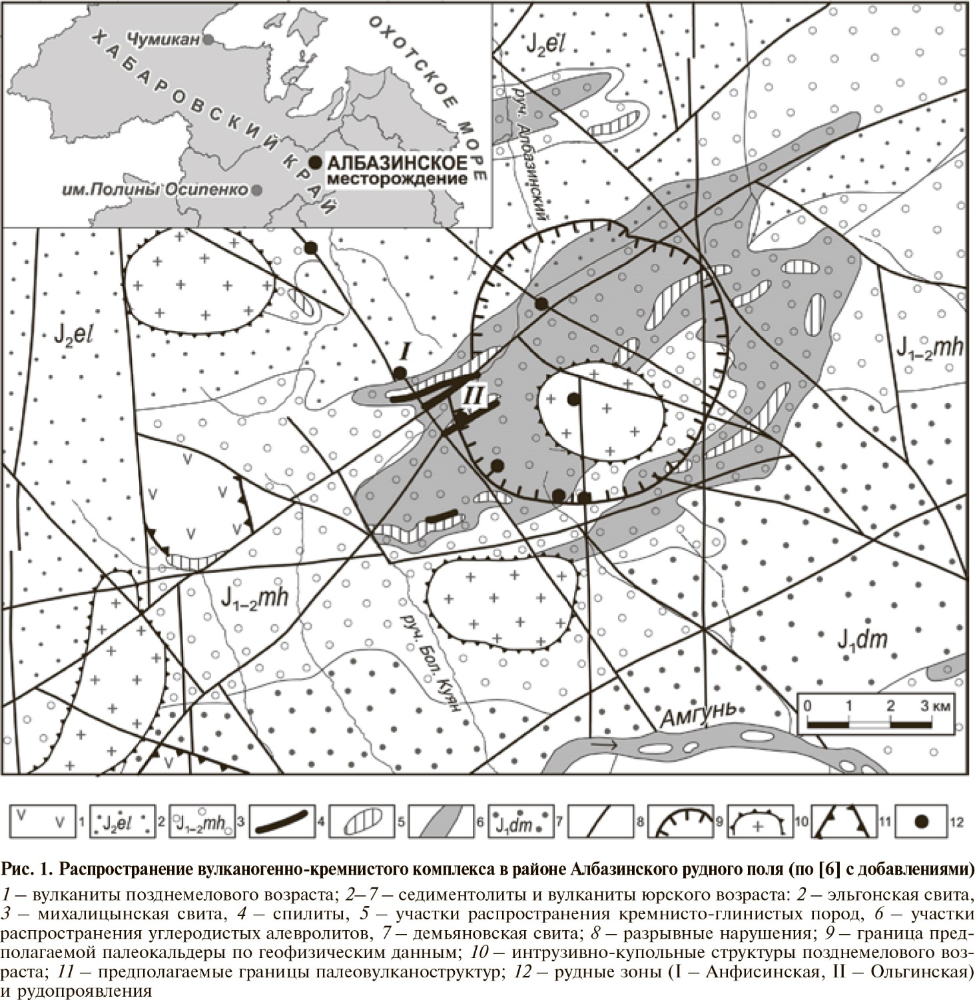 ОХОТСКОЕ МОРЕ
Чумикан
ХАБАРОВСКИЙ КРАЙ
АЛБАЗИНСКОЕ
месторождение
им.Полины Осипенко
J₂el
руч. Албазинский
J₂el
I
II
J₁₋₂mh
J₁₋₂mh
руч. Бол. Куян
J₁dm
Амгунь
0 1 2 3 км
V V 1 J₂el 2 J₁₋₂mh 3 4 5 6 J₁dm 7 8 9 10 11 12
Рис. 1. Распространение вулканогенно-кремнистого комплекса в районе Албазинского рудного поля (по [6] с добавлениями)
1 – вулканиты позднемелового возраста; 2–7 – седиментолиты и вулканиты юрского возраста: 2 – эльгонская свита,
3 – михалицынская свита, 4 – спилиты, 5 – участки распространения кремнисто-глинистых пород, 6 – участки
распространения углеродистых алевролитов, 7 – демьяновская свита; 8 – разрывные нарушения; 9 – граница пред-
полагаемой палеокальдеры по геофизическим данным; 10 – интрузивно-купольные структуры позднемелового воз-
раста; 11 – предполагаемые границы палеовулканоструктур; 12 – рудные зоны (I – Анфисинская, II – Ольгинская)
и рудопроявления